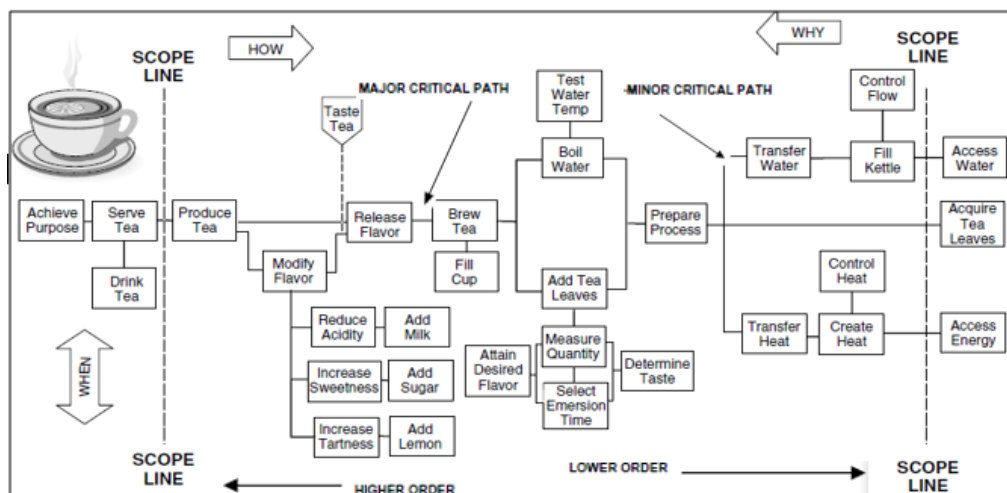 SCOPE
LINE
HOW
WHY
SCOPE
LINE
MAJOR CRITICAL PATH
Taste
Tea
Test
Water
Temp
MINOR CRITICAL PATH
Control
Flow
Boil
Water
Transfer
Water
Fill
Kettle
Access
Water
Achieve
Purpose
Serve
Tea
Produce
Tea
Release
Flavor
Brew
Tea
Prepare
Process
Acquire
Tea
Leaves
Drink
Tea
Modify
Flavor
Fill
Cup
Add Tea
Leaves
Control
Heat
Reduce
Acidity
Add
Milk
Measure
Quantity
Transfer
Heat
Create
Heat
Access
Energy
WHEN
Increase
Sweetness
Add
Sugar
Attain
Desired
Flavor
Determine
Taste
Select
Emersion
Time
Increase
Tartness
Add
Lemon
SCOPE
LINE
HIGHER ORDER
LOWER ORDER
SCOPE
LINE